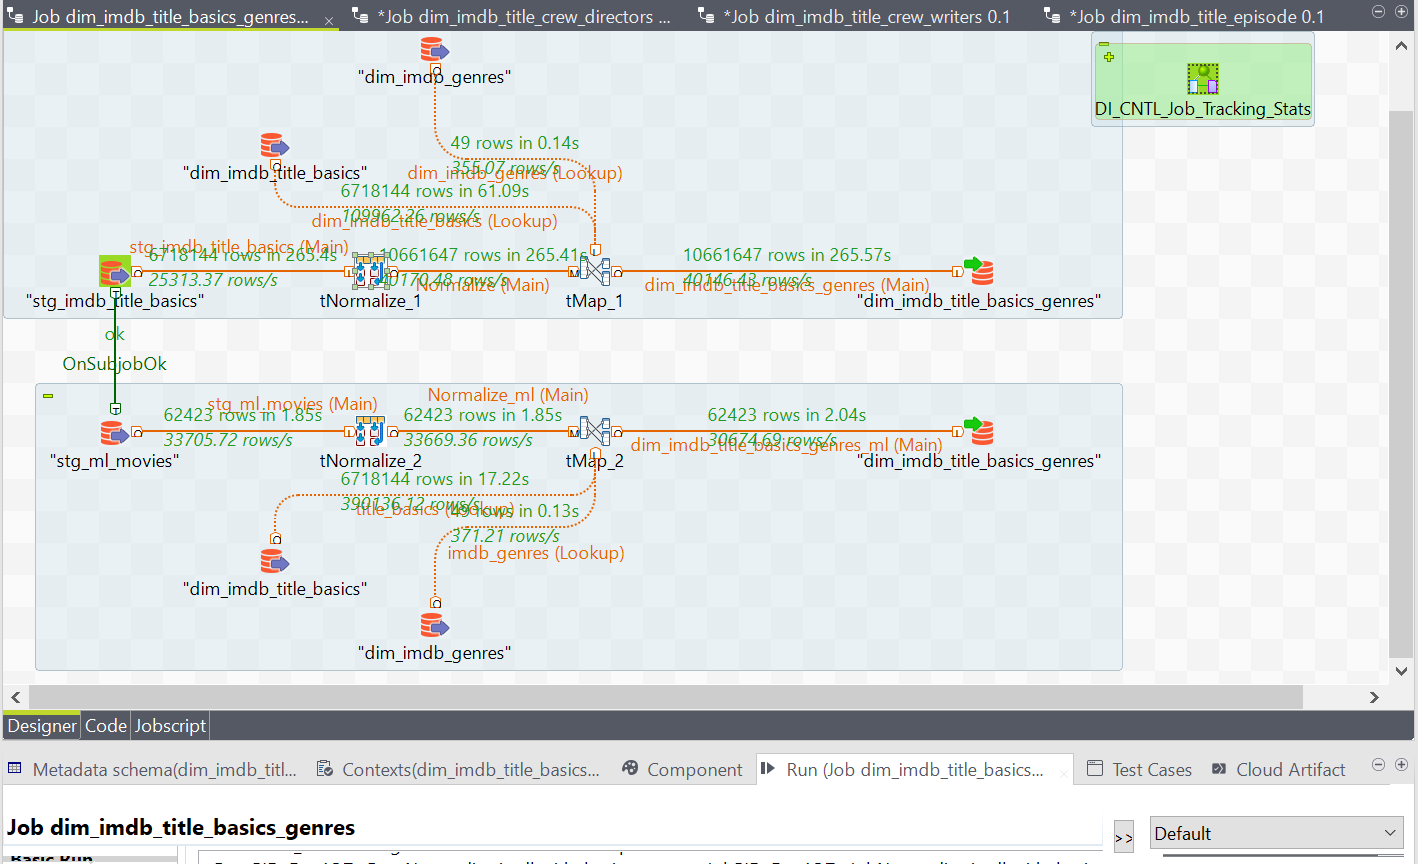 Job dim_imdb_title_basics_genres...
*Job dim_imdb_title_crew_directors ...
*Job dim_imdb_title_crew_writers 0.1
*Job dim_imdb_title_episode 0.1
"dim_imdb_genres"
DI_CNTL_Job_Tracking_Stats
49 rows in 0.14s
355.07 rows/s
dim_imdb_genres (Lookup)
"dim_imdb_title_basics"
6718144 rows in 61.09s
109962.26 rows/s
dim_imdb_title_basics (Lookup)
stg_imdb_title_basics (Main)
6718144 rows in 265.4s
25313.37 rows/s
10661647 rows in 265.41s
40170.48 rows/s
Normalize (Main)
10661647 rows in 265.57s
40146.43 rows/s
dim_imdb_title_basics_genres (Main)
"stg_imdb_title_basics"
tNormalize_1
tMap_1
"dim_imdb_title_basics_genres"
ok
OnSubjobOk
stg_ml_movies (Main)
62423 rows in 1.85s
33705.72 rows/s
Normalize_ml (Main)
62423 rows in 1.85s
33669.36 rows/s
62423 rows in 2.04s
30674.69 rows/s
dim_imdb_title_basics_genres_ml (Main)
"stg_ml_movies"
tNormalize_2
tMap_2
"dim_imdb_title_basics_genres"
6718144 rows in 17.22s
390136.12 rows/s
title_basics (Lookup)
49 rows in 0.13s
371.21 rows/s
imdb_genres (Lookup)
"dim_imdb_title_basics"
"dim_imdb_genres"
Designer
Code
Jobscript
Metadata schema(dim_imdb_titl...
Contexts(dim_imdb_title_basics...
Component
Run (Job dim_imdb_title_basics...
Test Cases
Cloud Artifact
Job dim_imdb_title_basics_genres
>>
Default
Basic Run